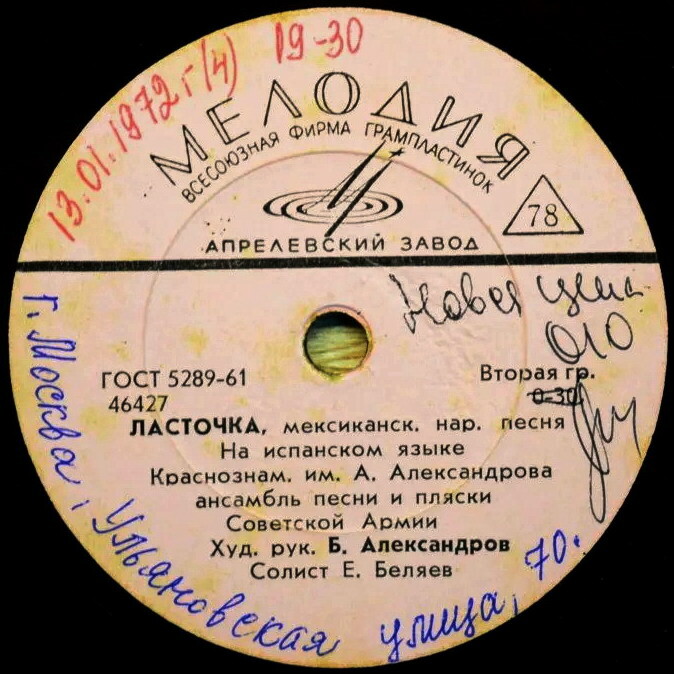 13.01.1972 г (4) 19-30
МЕЛОДИЯ
ВСЕСОЮЗНАЯ ФИРМА ГРАМПЛАСТИНОК
78
АПРЕЛЕВСКИЙ ЗАВОД
Новая
010
ГОСТ 5289-61
Вторая гр.
46427
0-30
ЛАСТОЧКА, мексиканск. нар. песня
На испанском языке
Краснознам. им. А. Александрова
ансамбль песни и пляски
Советской Армии
Худ. рук. Б. Александров
Солист Е. Беляев
г. Москва, Ульяновская улица, 70.